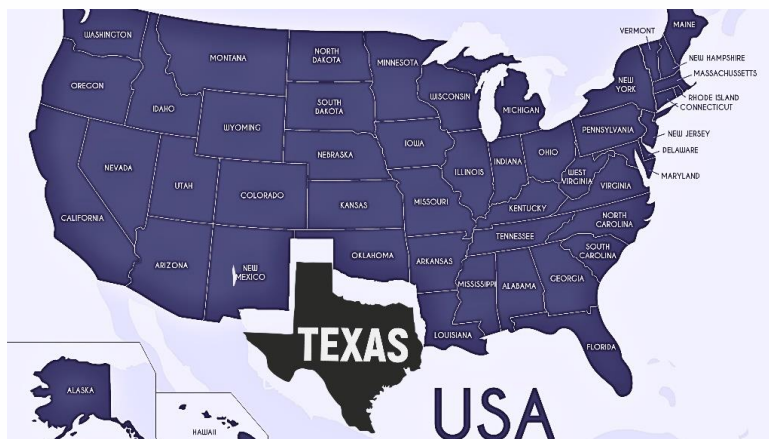 MAINE
VERMONT
WASHINGTON
MONTANA
NORTH
DAKOTA
MINNESOTA
NEW HAMPSHIRE
MASSACHUSETTS
OREGON
IDAHO
SOUTH
DAKOTA
WISCONSIN
MICHIGAN
NEW
YORK
RHODE ISLAND
CONNECTICUT
WYOMING
IOWA
PENNSYLVANIA
NEW JERSEY
NEBRASKA
DELAWARE
NEVADA
UTAH
COLORADO
ILLINOIS
INDIANA
OHIO
WEST
VIRGINIA
VIRGINIA
MARYLAND
CALIFORNIA
KANSAS
MISSOURI
KENTUCKY
NORTH
CAROLINA
TENNESSEE
ARIZONA
NEW
MEXICO
OKLAHOMA
ARKANSAS
SOUTH
CAROLINA
MISSISSIPPI
ALABAMA
GEORGIA
TEXAS
LOUISIANA
FLORIDA
ALASKA
HAWAII
USA